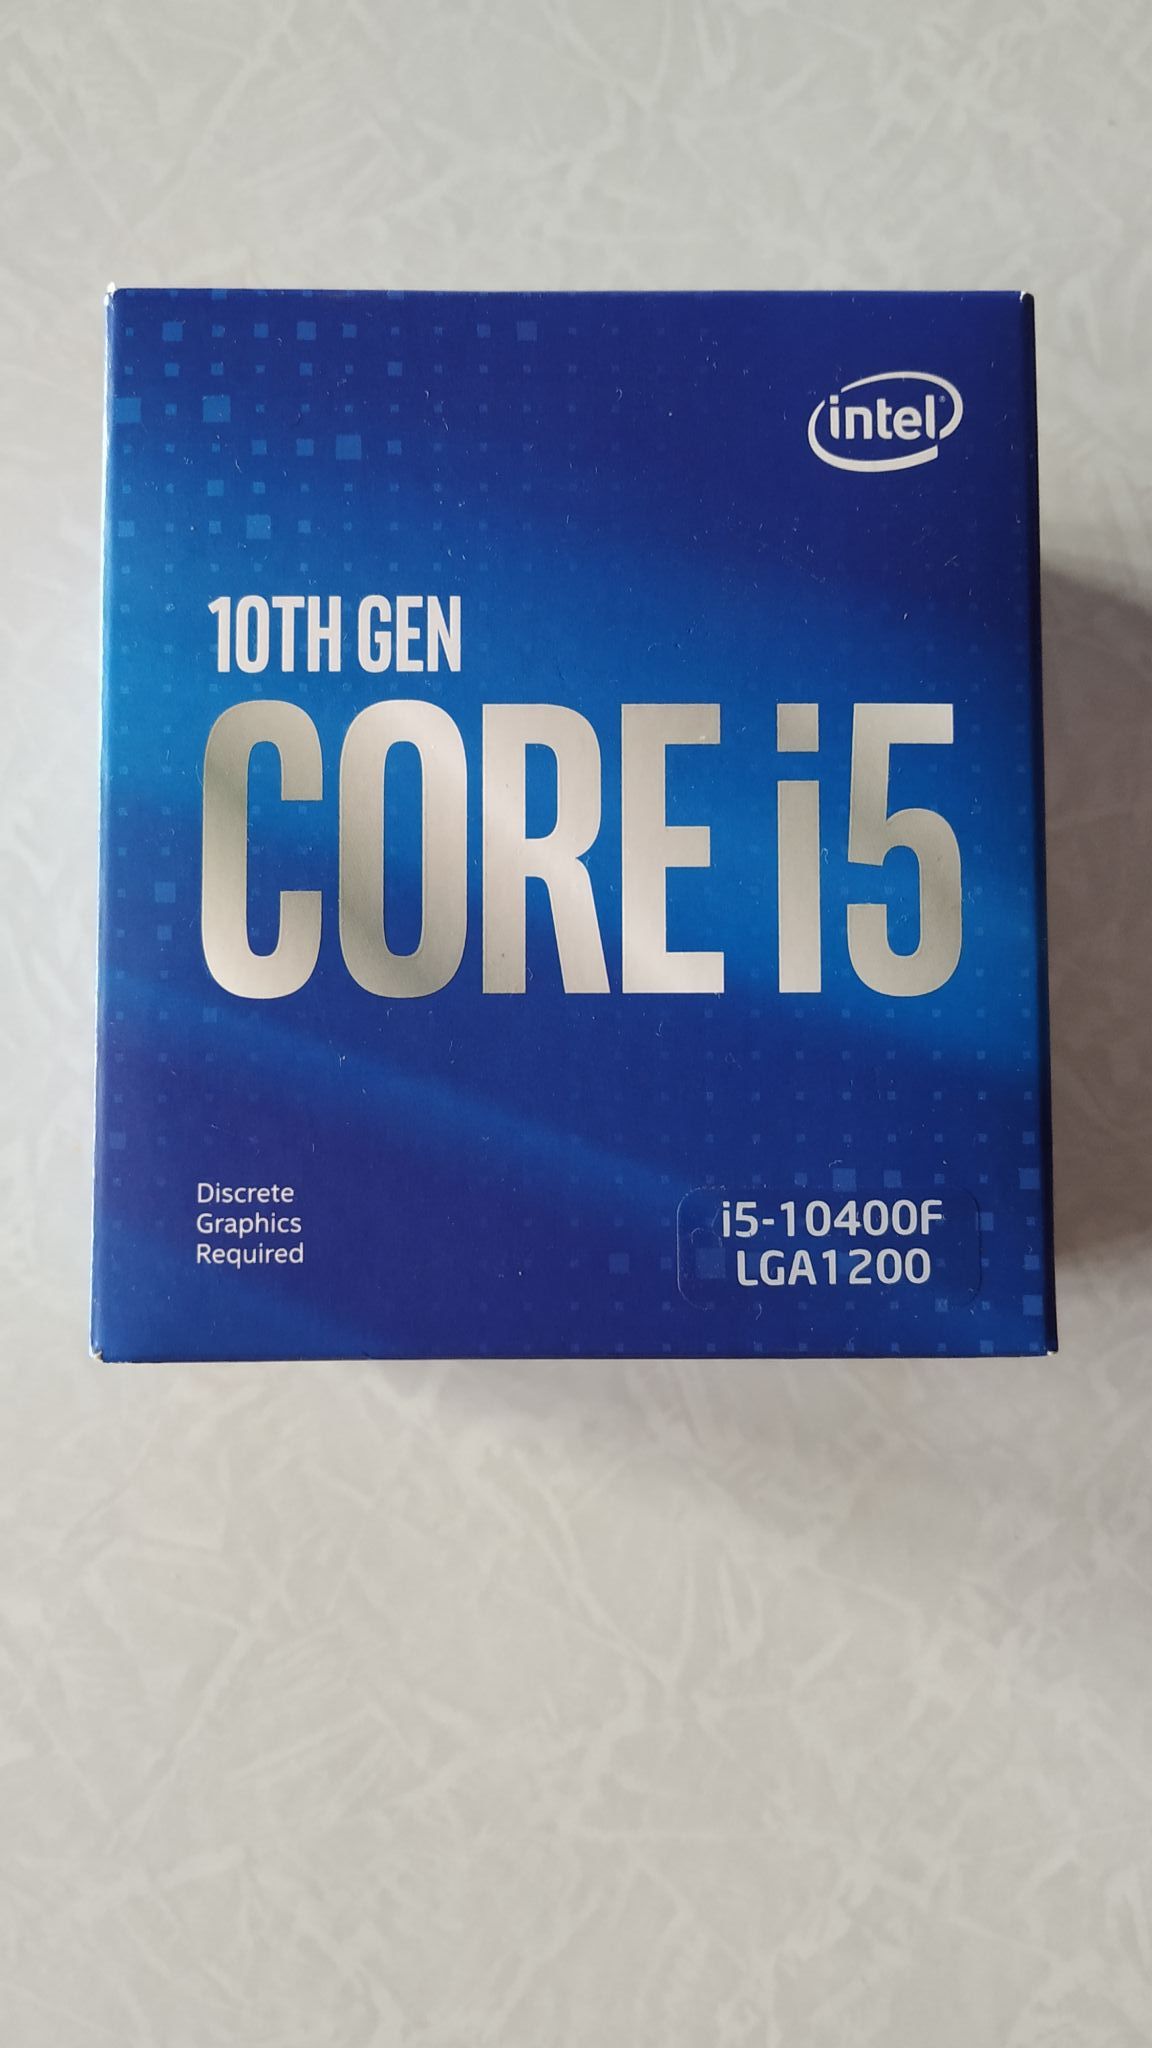 intel®
10TH GEN
CORE i5
Discrete
Graphics
Required
i5-10400F
LGA1200